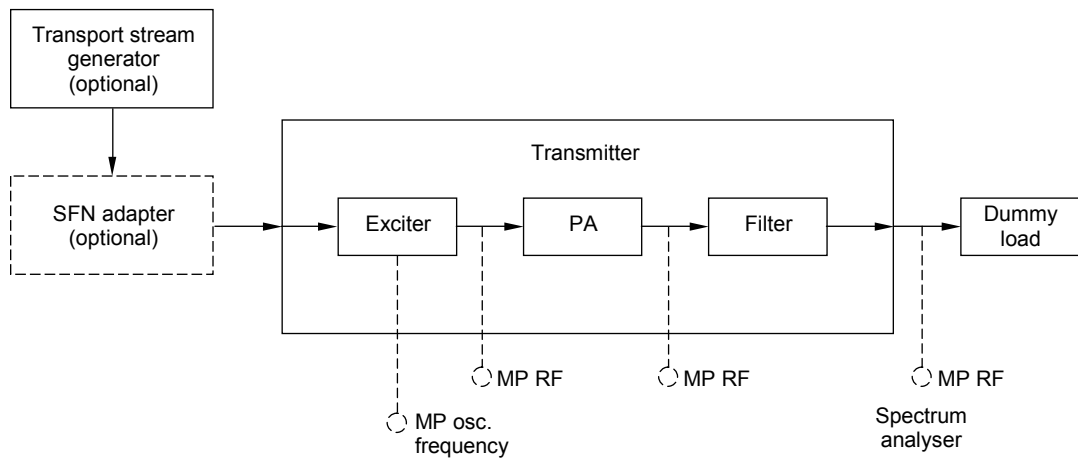 Transport stream
generator
(optional)
Transmitter
SFN adapter
(optional)
Exciter
PA
Filter
Dummy
load
MP RF
MP RF
MP RF
MP osc.
frequency
Spectrum
analyser